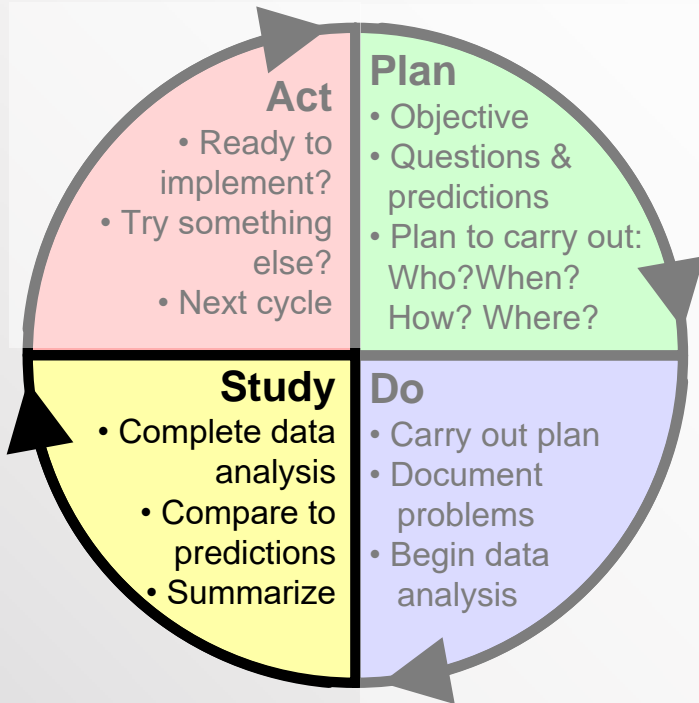 Act
• Ready to
implement?
• Try something
else?
• Next cycle
Plan
• Objective
• Questions &
predictions
• Plan to carry out:
Who?When?
How? Where?
Study
• Complete data
analysis
• Compare to
predictions
• Summarize
Do
• Carry out plan
• Document
problems
• Begin data
analysis